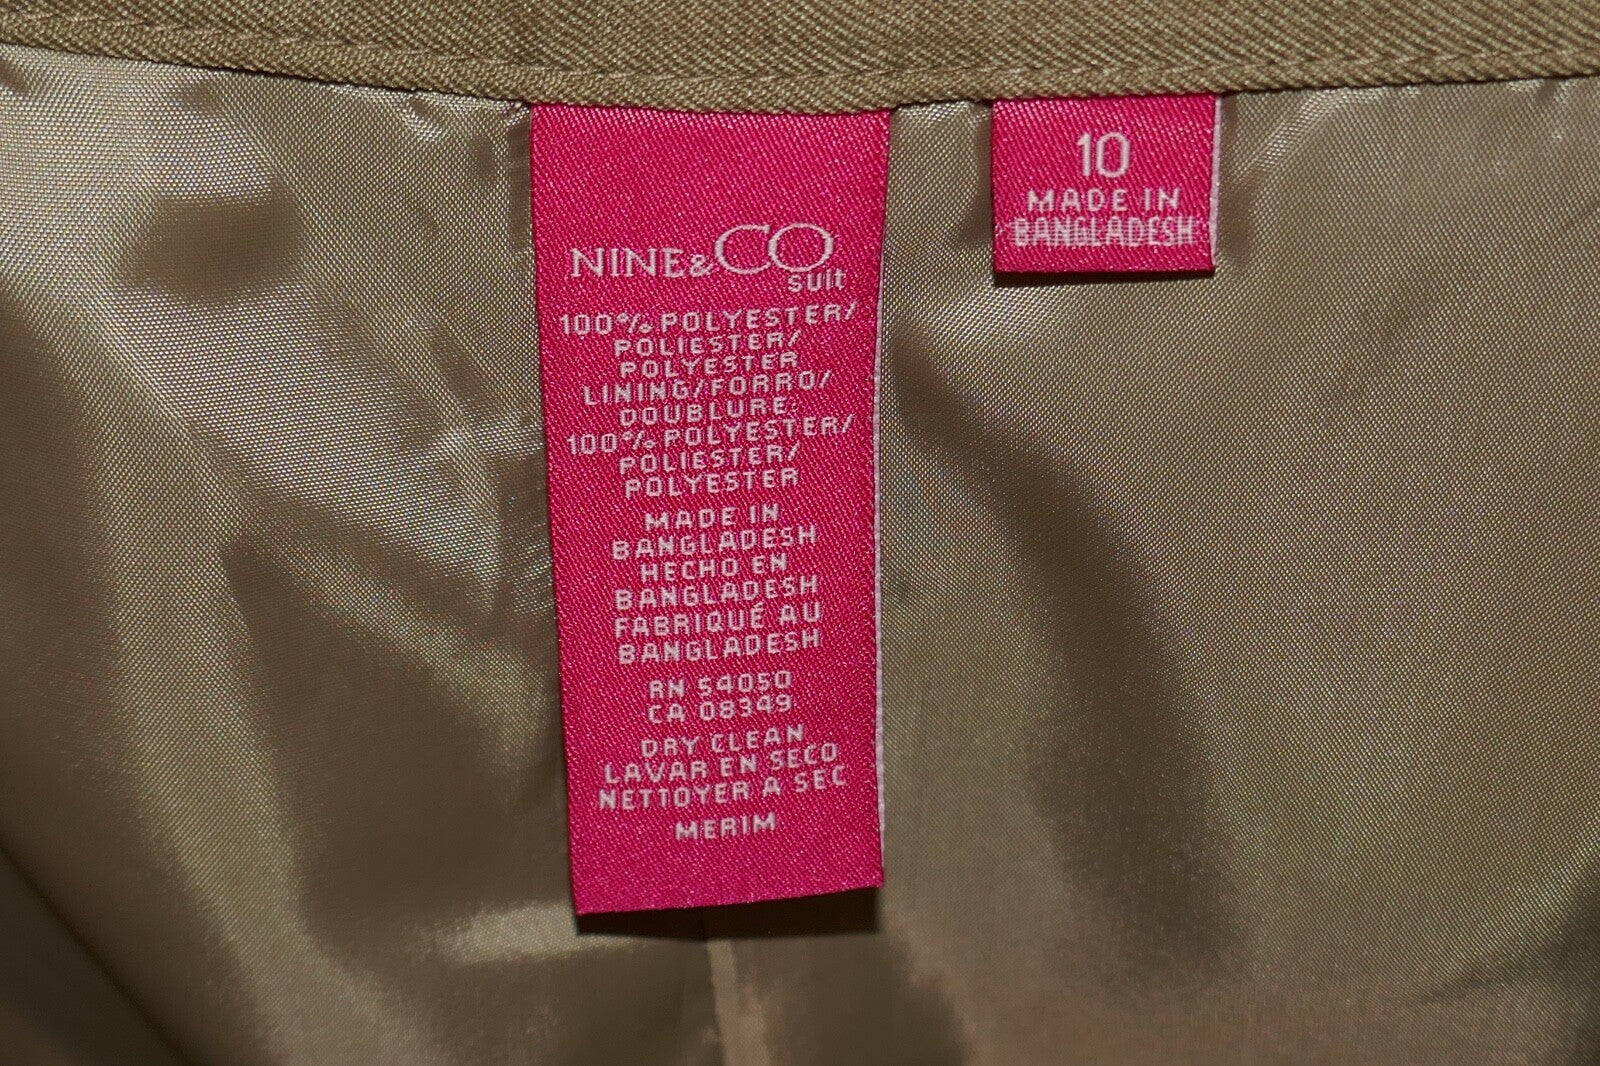 NINE&CO
suit
100% POLYESTER/
POLIESTER/
POLYESTER
LINING/FORRO/
DOUBLURE:
100% POLYESTER/
POLIESTER/
POLYESTER
MADE IN
BANGLADESH
HECHO EN
BANGLADESH
FABRIQUÉ AU
BANGLADESH
RN 54050
CA 08349
DRY CLEAN
LAVAR EN SECO
NETTOYER A SEC
MERIM
10
MADE IN
BANGLADESH